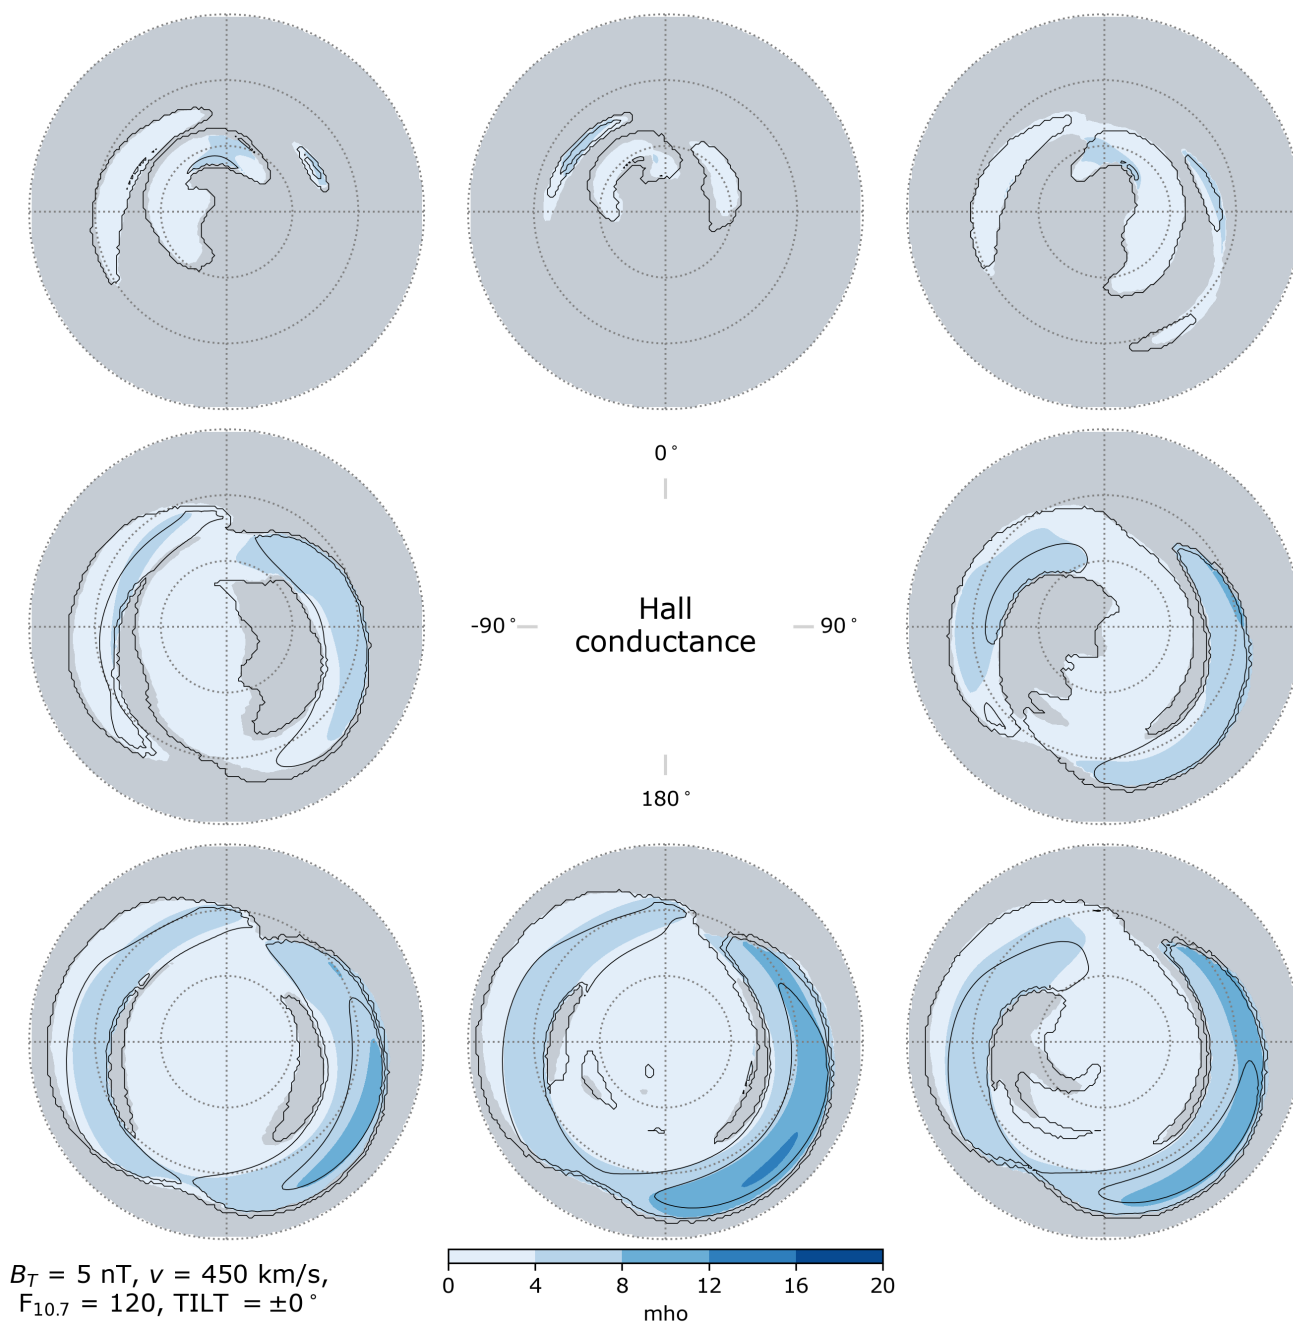 0°
-90°
Hall
conductance
90°
180°
B_T = 5 nT, v = 450 km/s,
F_10.7 = 120, TILT = ±0°
0 4 8 12 16 20
mho